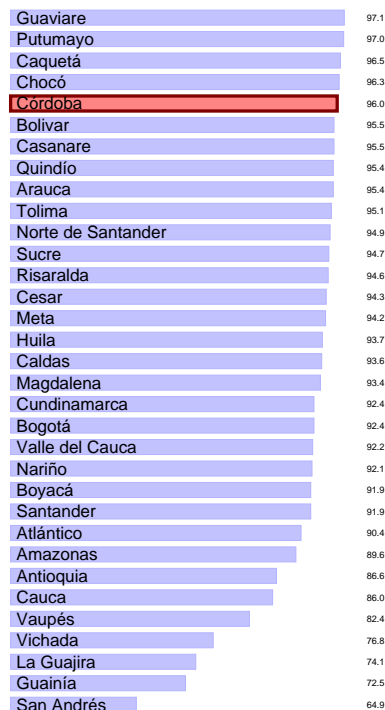 Guaviare 97.1
Putumayo 97.0
Caquetá 96.5
Chocó 96.3
Córdoba 96.0
Bolivar 95.5
Casanare 95.5
Quindío 95.4
Arauca 95.4
Tolima 95.1
Norte de Santander 94.9
Sucre 94.7
Risaralda 94.6
Cesar 94.3
Meta 94.2
Huila 93.7
Caldas 93.6
Magdalena 93.4
Cundinamarca 92.4
Bogotá 92.4
Valle del Cauca 92.2
Nariño 92.1
Boyacá 91.9
Santander 91.9
Atlántico 90.4
Amazonas 89.6
Antioquia 86.6
Cauca 86.0
Vaupés 82.4
Vichada 76.8
La Guajira 74.1
Guainía 72.5
San Andrés 64.9